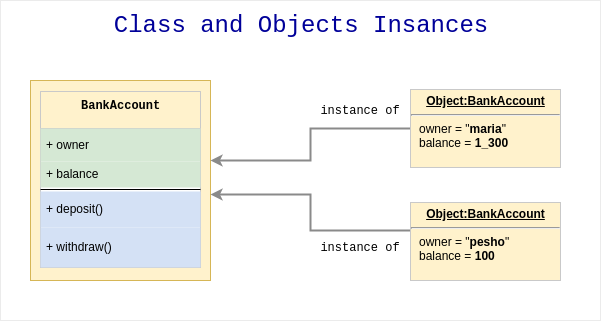 Class and Objects Insances
BankAccount
+ owner
+ balance
+ deposit()
+ withdraw()
instance of
Object:BankAccount
owner = "maria"
balance = 1_300
instance of
Object:BankAccount
owner = "pesho"
balance = 100